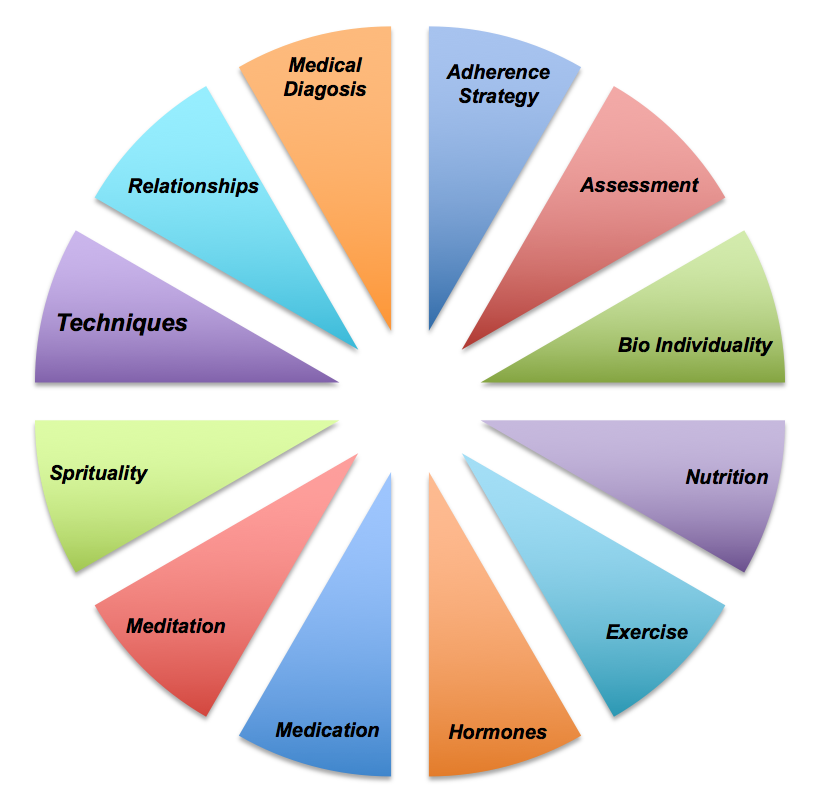 Medical
Diagosis
Adherence
Strategy
Relationships
Assessment
Techniques
Bio Individuality
Sprituality
Nutrition
Meditation
Exercise
Medication
Hormones